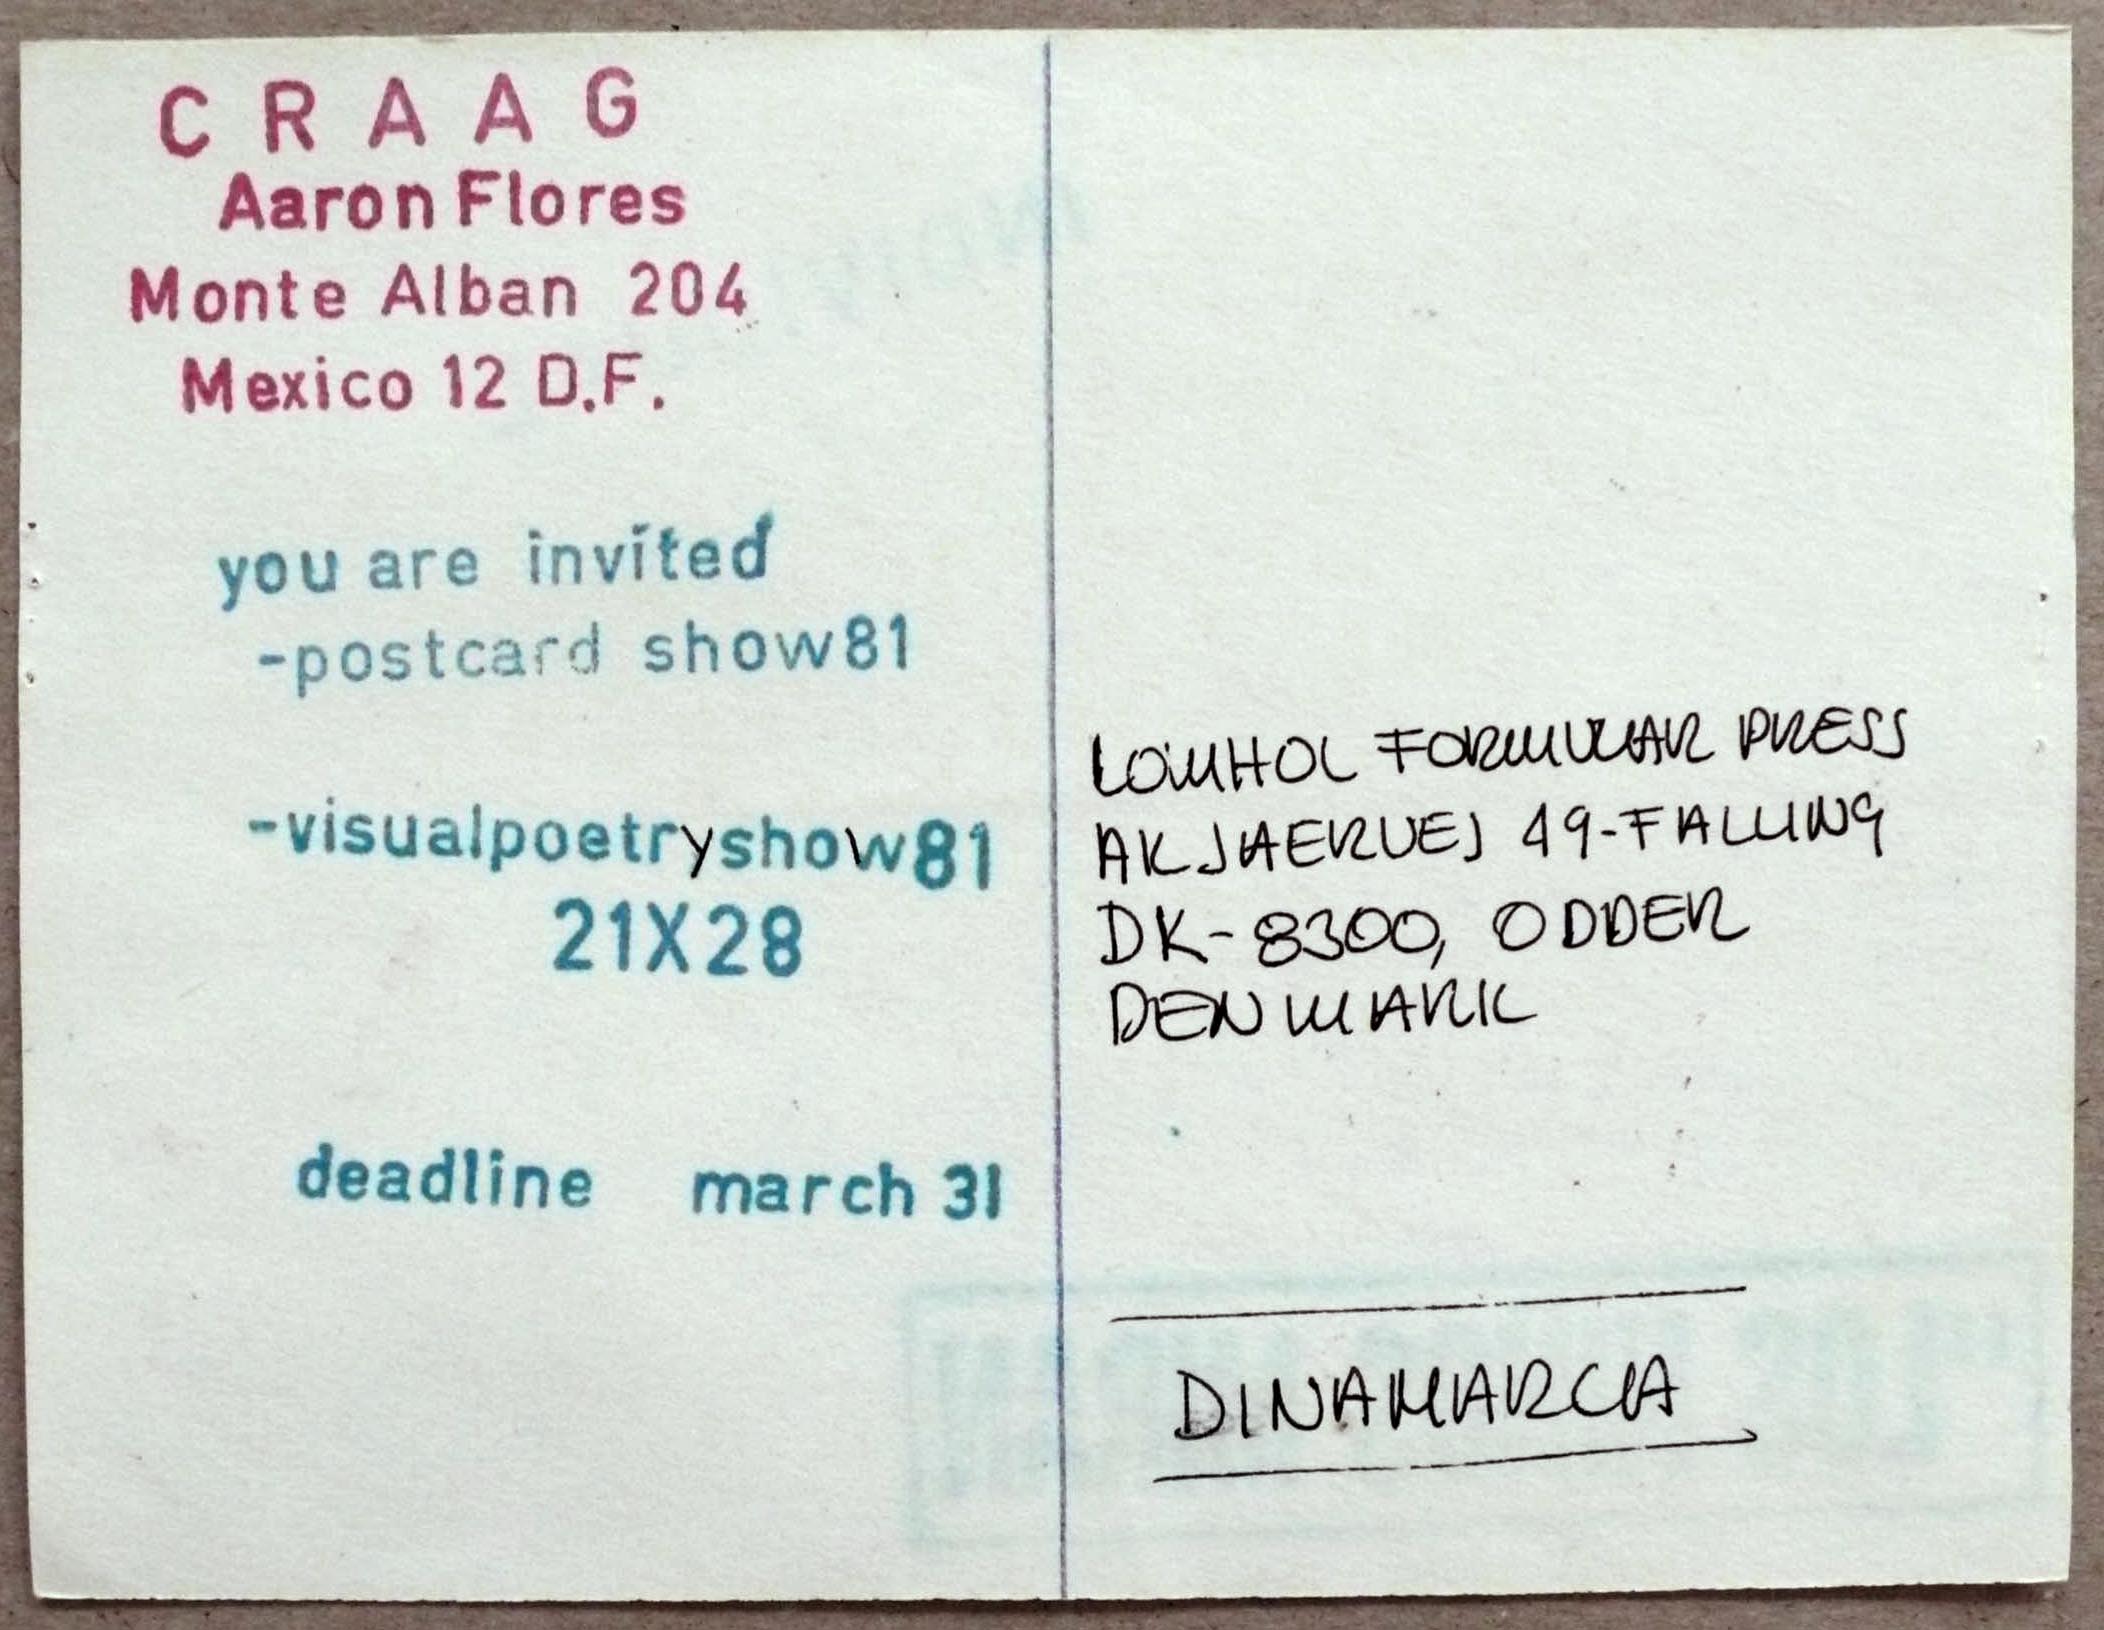 C R A A G
Aaron Flores
Monte Alban 204
Mexico 12 D.F.
you are invited
-postcard show81
-visualpoetryshow81
21X28
deadline march 31
LOMHOL FORMULAR PRESS
AKJAERVEJ 49-FALLING
DK-8300, ODDER
DENMARK
DINAMARCA